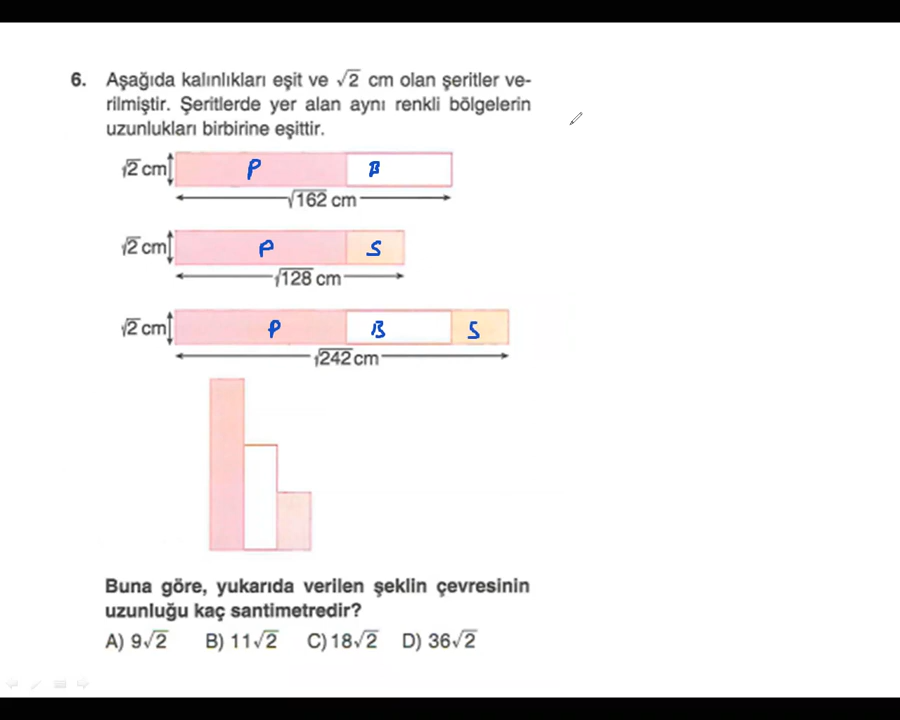 6. Aşağıda kalınlıkları eşit ve √2 cm olan şeritler ve-
rilmiştir. Şeritlerde yer alan aynı renkli bölgelerin
uzunlukları birbirine eşittir.
√2 cm P B
√162 cm
√2 cm P S
√128 cm
√2 cm P B S
√242 cm
Buna göre, yukarıda verilen şeklin çevresinin
uzunluğu kaç santimetredir?
A) 9√2 B) 11√2 C) 18√2 D) 36√2